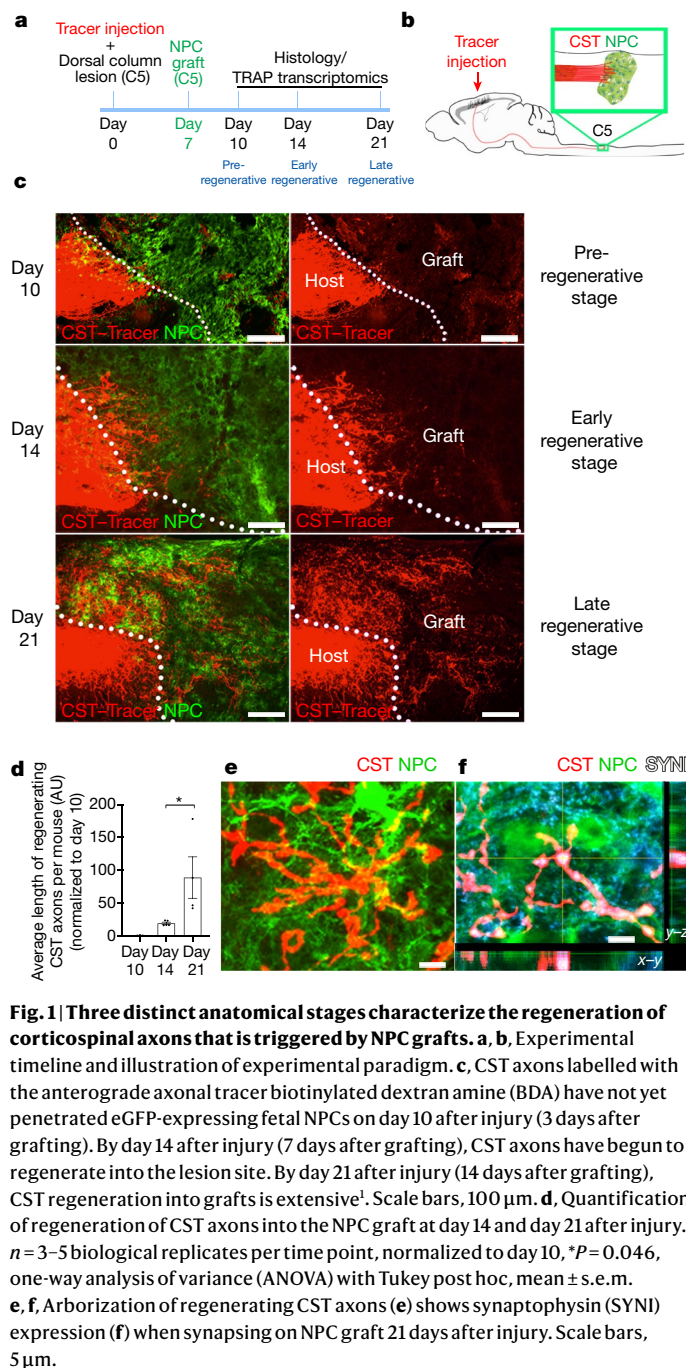 a
Tracer injection
+
Dorsal column
lesion (C5)
NPC
graft
(C5)
Histology/
TRAP transcriptomics
Day
0
Day
7
Day
10
Day
14
Day
21
Pre-
regenerative
Early
regenerative
Late
regenerative
b
Tracer
injection
CST NPC
C5
c
Day
10
Host
Graft
CST–Tracer NPC
CST–Tracer
Pre-
regenerative
stage
Day
14
Host
Graft
CST–Tracer NPC
CST–Tracer
Early
regenerative
stage
Day
21
Host
Graft
CST–Tracer NPC
CST–Tracer
Late
regenerative
stage
d
Average length of regenerating
CST axons per mouse (AU)
(normalized to day 10)
200
150
100
50
0
*
Day
10
Day
14
Day
21
e
CST NPC
f
CST NPC SYNI
y–z
x–y
Fig. 1 | Three distinct anatomical stages characterize the regeneration of
corticospinal axons that is triggered by NPC grafts. a, b, Experimental
timeline and illustration of experimental paradigm. c, CST axons labelled with
the anterograde axonal tracer biotinylated dextran amine (BDA) have not yet
penetrated eGFP-expressing fetal NPCs on day 10 after injury (3 days after
grafting). By day 14 after injury (7 days after grafting), CST axons have begun to
regenerate into the lesion site. By day 21 after injury (14 days after grafting),
CST regeneration into grafts is extensive¹. Scale bars, 100 μm. d, Quantification
of regeneration of CST axons into the NPC graft at day 14 and day 21 after injury.
n = 3–5 biological replicates per time point, normalized to day 10, *P = 0.046,
one-way analysis of variance (ANOVA) with Tukey post hoc, mean ± s.e.m.
e, f, Arborization of regenerating CST axons (e) shows synaptophysin (SYNI)
expression (f) when synapsing on NPC graft 21 days after injury. Scale bars,
5 μm.